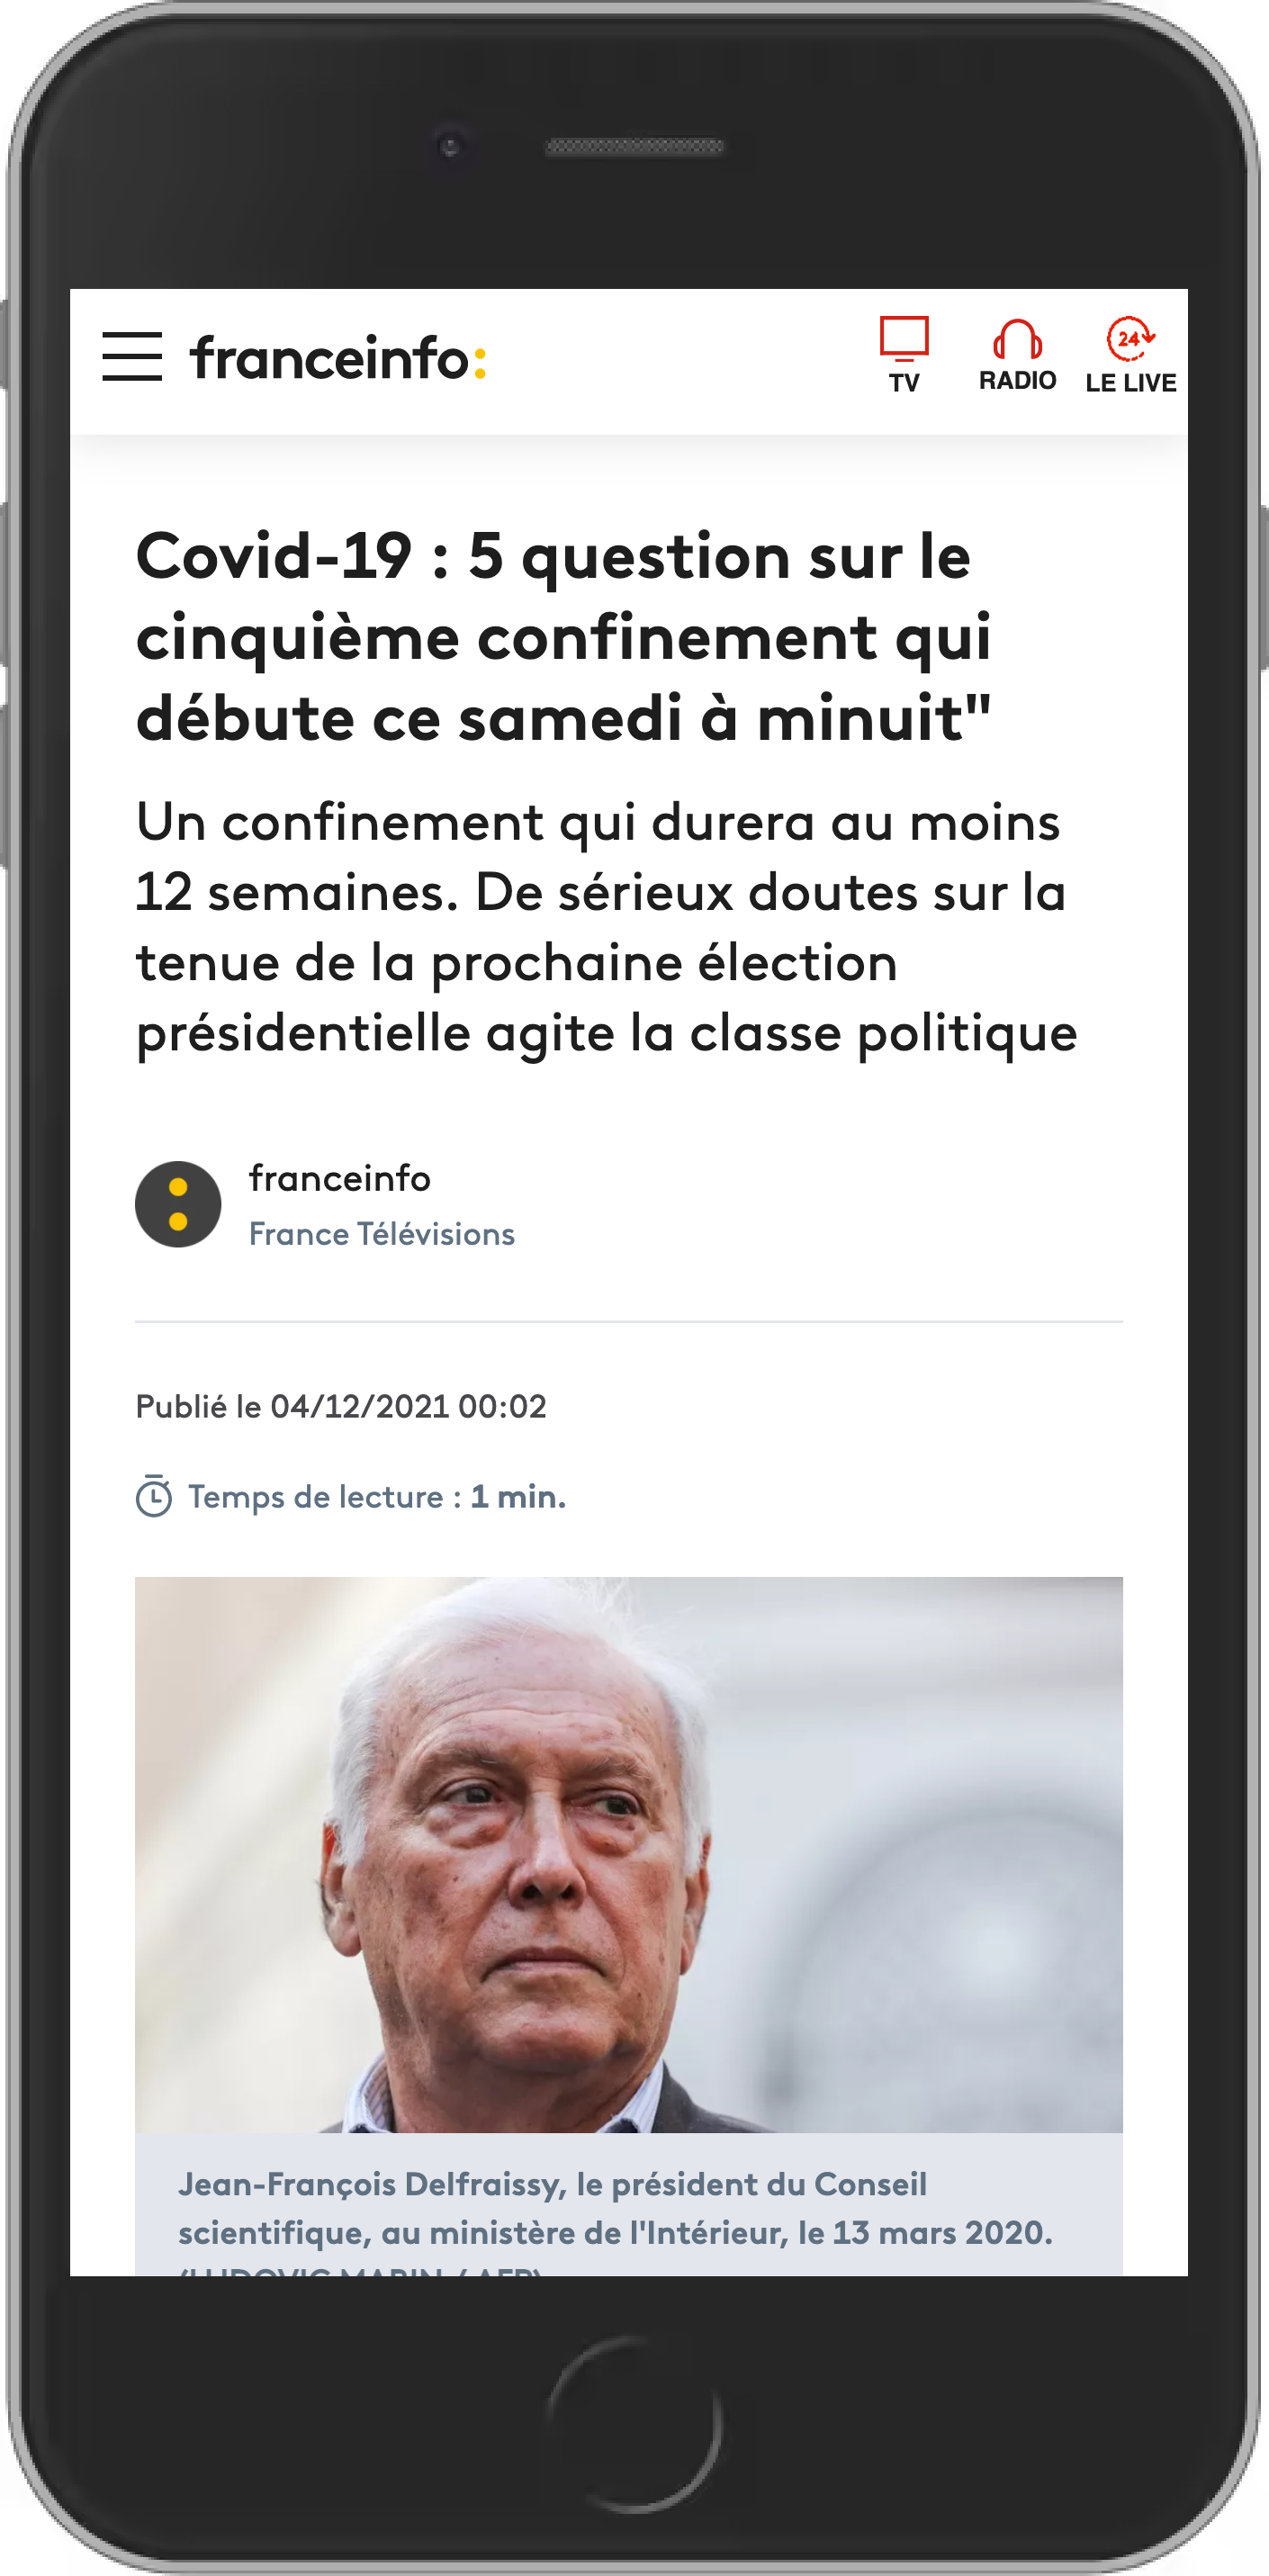 franceinfo:
TV
RADIO
24
LE LIVE
Covid-19 : 5 question sur le
cinquième confinement qui
débute ce samedi à minuit"
Un confinement qui durera au moins
12 semaines. De sérieux doutes sur la
tenue de la prochaine élection
présidentielle agite la classe politique
franceinfo
France Télévisions
Publié le 04/12/2021 00:02
Temps de lecture : 1 min.
Jean-François Delfraissy, le président du Conseil
scientifique, au ministère de l'Intérieur, le 13 mars 2020.
(LUDOVIC MARIN / AFP)